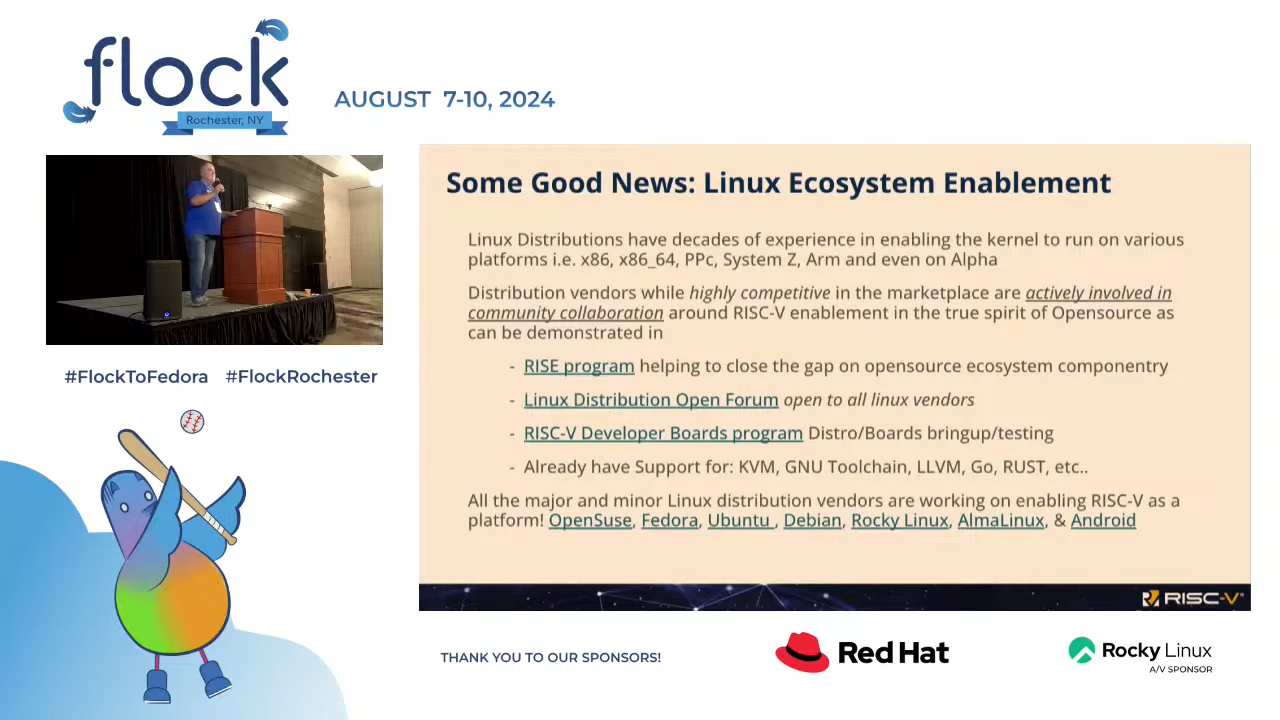 flock
Rochester, NY
AUGUST 7-10, 2024
#FlockToFedora #FlockRochester
Some Good News: Linux Ecosystem Enablement
Linux Distributions have decades of experience in enabling the kernel to run on various
platforms i.e. x86, x86_64, PPc, System Z, Arm and even on Alpha
Distribution vendors while highly competitive in the marketplace are actively involved in
community collaboration around RISC-V enablement in the true spirit of Opensource as
can be demonstrated in
- RISE program helping to close the gap on opensource ecosystem componentry
- Linux Distribution Open Forum open to all linux vendors
- RISC-V Developer Boards program Distro/Boards bringup/testing
- Already have Support for: KVM, GNU Toolchain, LLVM, Go, RUST, etc..
All the major and minor Linux distribution vendors are working on enabling RISC-V as a
platform! OpenSuse, Fedora, Ubuntu , Debian, Rocky Linux, AlmaLinux, & Android
RISC-V
THANK YOU TO OUR SPONSORS!
Red Hat
Rocky Linux
A/V SPONSOR